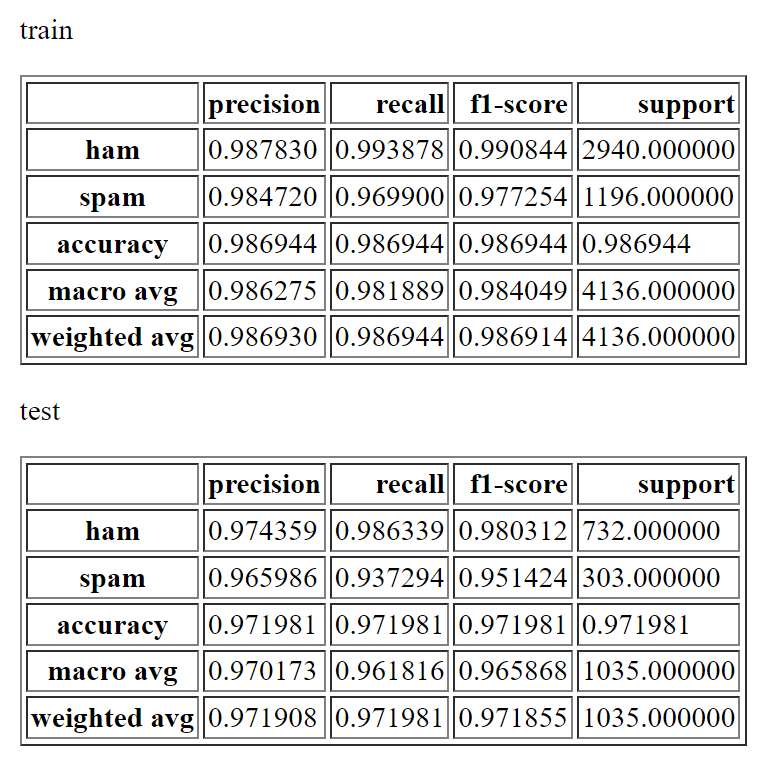 train
precision recall f1-score support
ham 0.987830 0.993878 0.990844 2940.000000
spam 0.984720 0.969900 0.977254 1196.000000
accuracy 0.986944 0.986944 0.986944 0.986944
macro avg 0.986275 0.981889 0.984049 4136.000000
weighted avg 0.986930 0.986944 0.986914 4136.000000
test
precision recall f1-score support
ham 0.974359 0.986339 0.980312 732.000000
spam 0.965986 0.937294 0.951424 303.000000
accuracy 0.971981 0.971981 0.971981 0.971981
macro avg 0.970173 0.961816 0.965868 1035.000000
weighted avg 0.971908 0.971981 0.971855 1035.000000